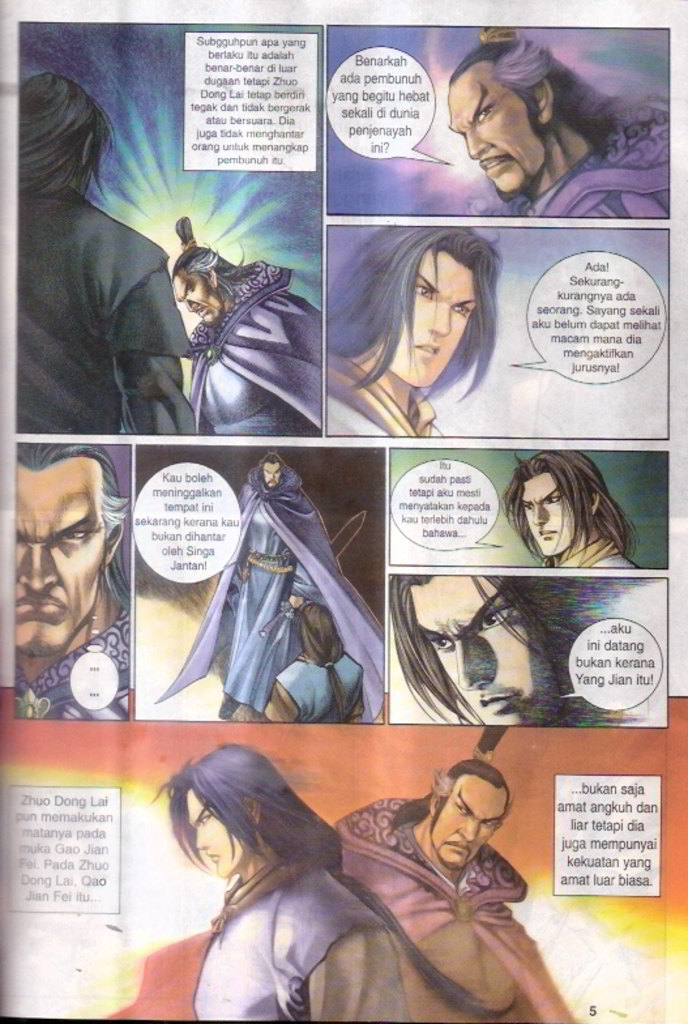 Subgguhpun apa yang
berlaku itu adalah
benar-benar di luar
dugaan tetapi Zhuo
Dong Lai tetap berdiri
tegak dan tidak bergerak
atau bersuara. Dia
juga tidak menghantar
orang untuk menangkap
pembunuh itu.
Benarkah
ada pembunuh
yang begitu hebat
sekali di dunia
penjenayah
ini?
Ada!
Sekurang-
kurangnya ada
seorang. Sayang sekali
aku belum dapat melihat
macam mana dia
mengaktifkan
jurusnya!
...
...
Kau boleh
meninggalkan
tempat ini
sekarang kerana kau
bukan dihantar
oleh Singa
Jantan!
Itu
sudah pasti
tetapi aku mesti
menyatakan kepada
kau terlebih dahulu
bahawa...
...aku
ini datang
bukan kerana
Yang Jian itu!
Zhuo Dong Lai
pun memakukan
matanya pada
muka Gao Jian
Fei. Pada Zhuo
Dong Lai, Qao
Jian Fei itu...
...bukan saja
amat angkuh dan
liar tetapi dia
juga mempunyai
kekuatan yang
amat luar biasa.
5